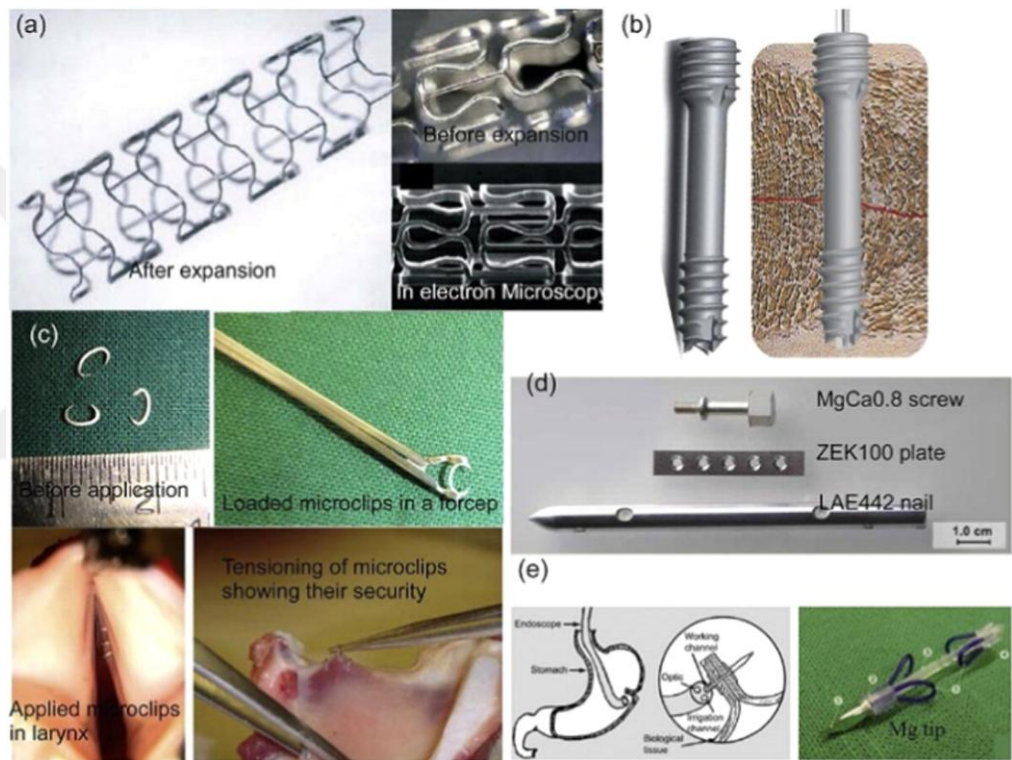 (a)
After expansion
Before expansion
In electron Microscopy
(b)
(c)
Before application
Loaded microclips in a forcep
Applied microclips
in larynx
Tensioning of microclips
showing their security
(d)
MgCa0.8 screw
ZEK100 plate
LAE442 nail
1.0 cm
(e)
Endoscope
Stomach
Working
channel
Optic
Irrigation
channel
Biological
tissue
Mg tip